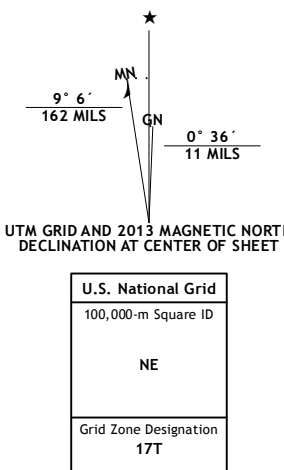 MN
GN
9° 6´
162 MILS
0° 36´
11 MILS
UTM GRID AND 2013 MAGNETIC NORTH
DECLINATION AT CENTER OF SHEET
U.S. National Grid
100,000-m Square ID
NE
Grid Zone Designation
17T